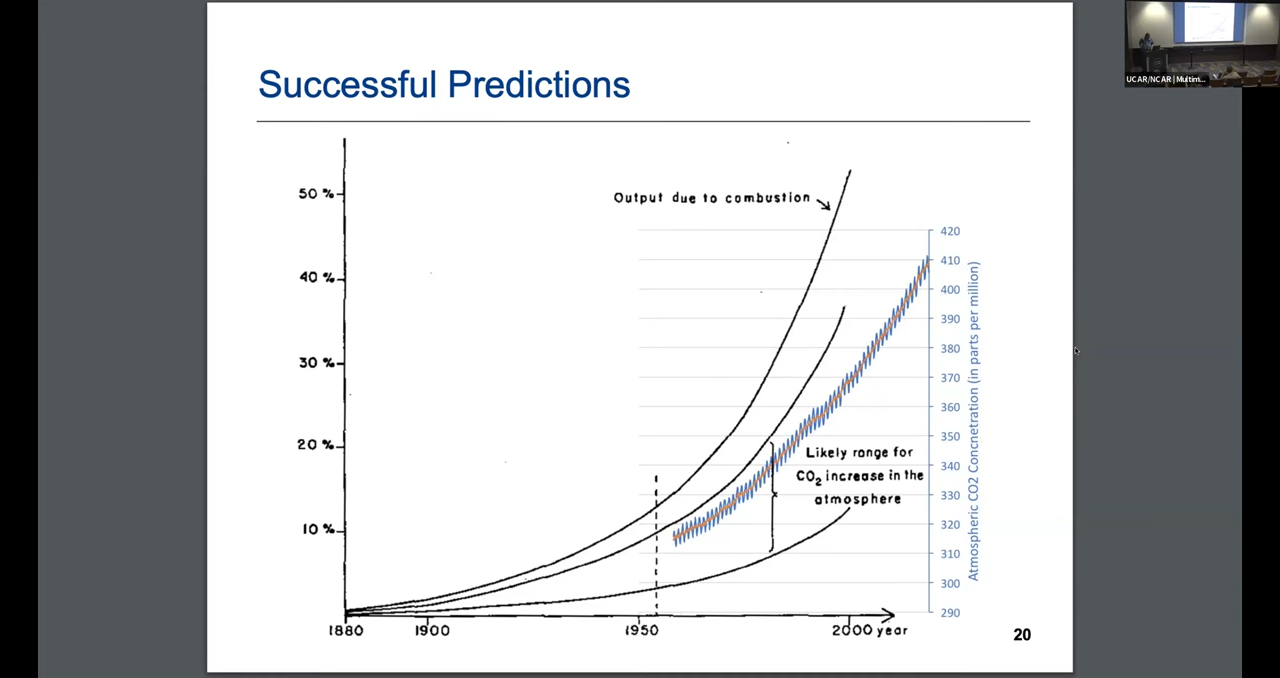 Successful Predictions
UCAR/NCAR | Multim...
50 %
40 %
30 %
20 %
10 %
Output due to combustion
420
410
400
390
380
370
360
350
340
330
320
310
300
290
Atmospheric CO2 Concnetration (in parts per million)
Likely range for
CO2 increase in the
atmosphere
1880
1900
1950
2000 year
20